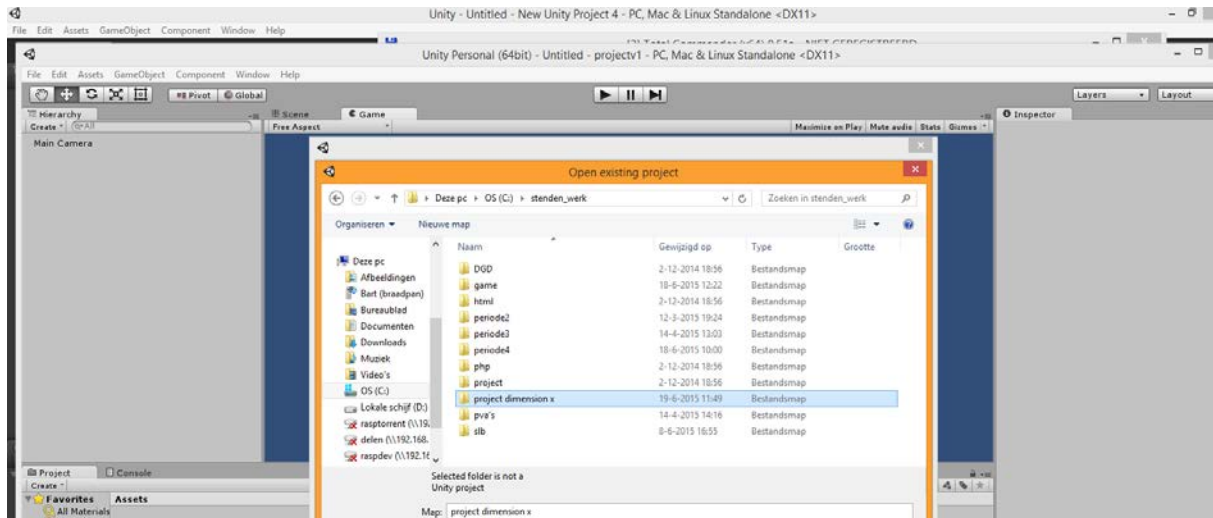 Unity - Untitled - New Unity Project 4 - PC, Mac & Linux Standalone <DX11>
File Edit Assets GameObject Component Window Help
Unity Personal (64bit) - Untitled - projectv1 - PC, Mac & Linux Standalone <DX11>
File Edit Assets GameObject Component Window Help
Pivot Global Layers Layout
Hierarchy Scene Game Inspector
Create All Free Aspect Maximize on Play Mute audio Stats Gizmos
Main Camera
Open existing project
Deze pc OS (C:) stenden_werk Zoeken in stenden_werk
Organiseren Nieuwe map
Naam Gewijzigd op Type Grootte
Deze pc
Afbeeldingen
Bart (braadpan)
Bureaublad
Documenten
Downloads
Muziek
Video's
OS (C:)
Lokale schijf (D:)
rasptorrent (\\19.
delen (\\192.168.
raspdev (\\192.16
DGD 2-12-2014 18:56 Bestandsmap
game 18-6-2015 12:22 Bestandsmap
html 2-12-2014 18:56 Bestandsmap
periode2 12-3-2015 19:24 Bestandsmap
periode3 14-4-2015 13:03 Bestandsmap
periode4 18-6-2015 10:00 Bestandsmap
php 2-12-2014 18:56 Bestandsmap
project 2-12-2014 18:56 Bestandsmap
project dimension x 19-6-2015 11:49 Bestandsmap
pva's 14-4-2015 14:16 Bestandsmap
slb 8-6-2015 16:55 Bestandsmap
Selected folder is not a
Unity project
Map: project dimension x
Project Console
Create
Favorites Assets
All Materials